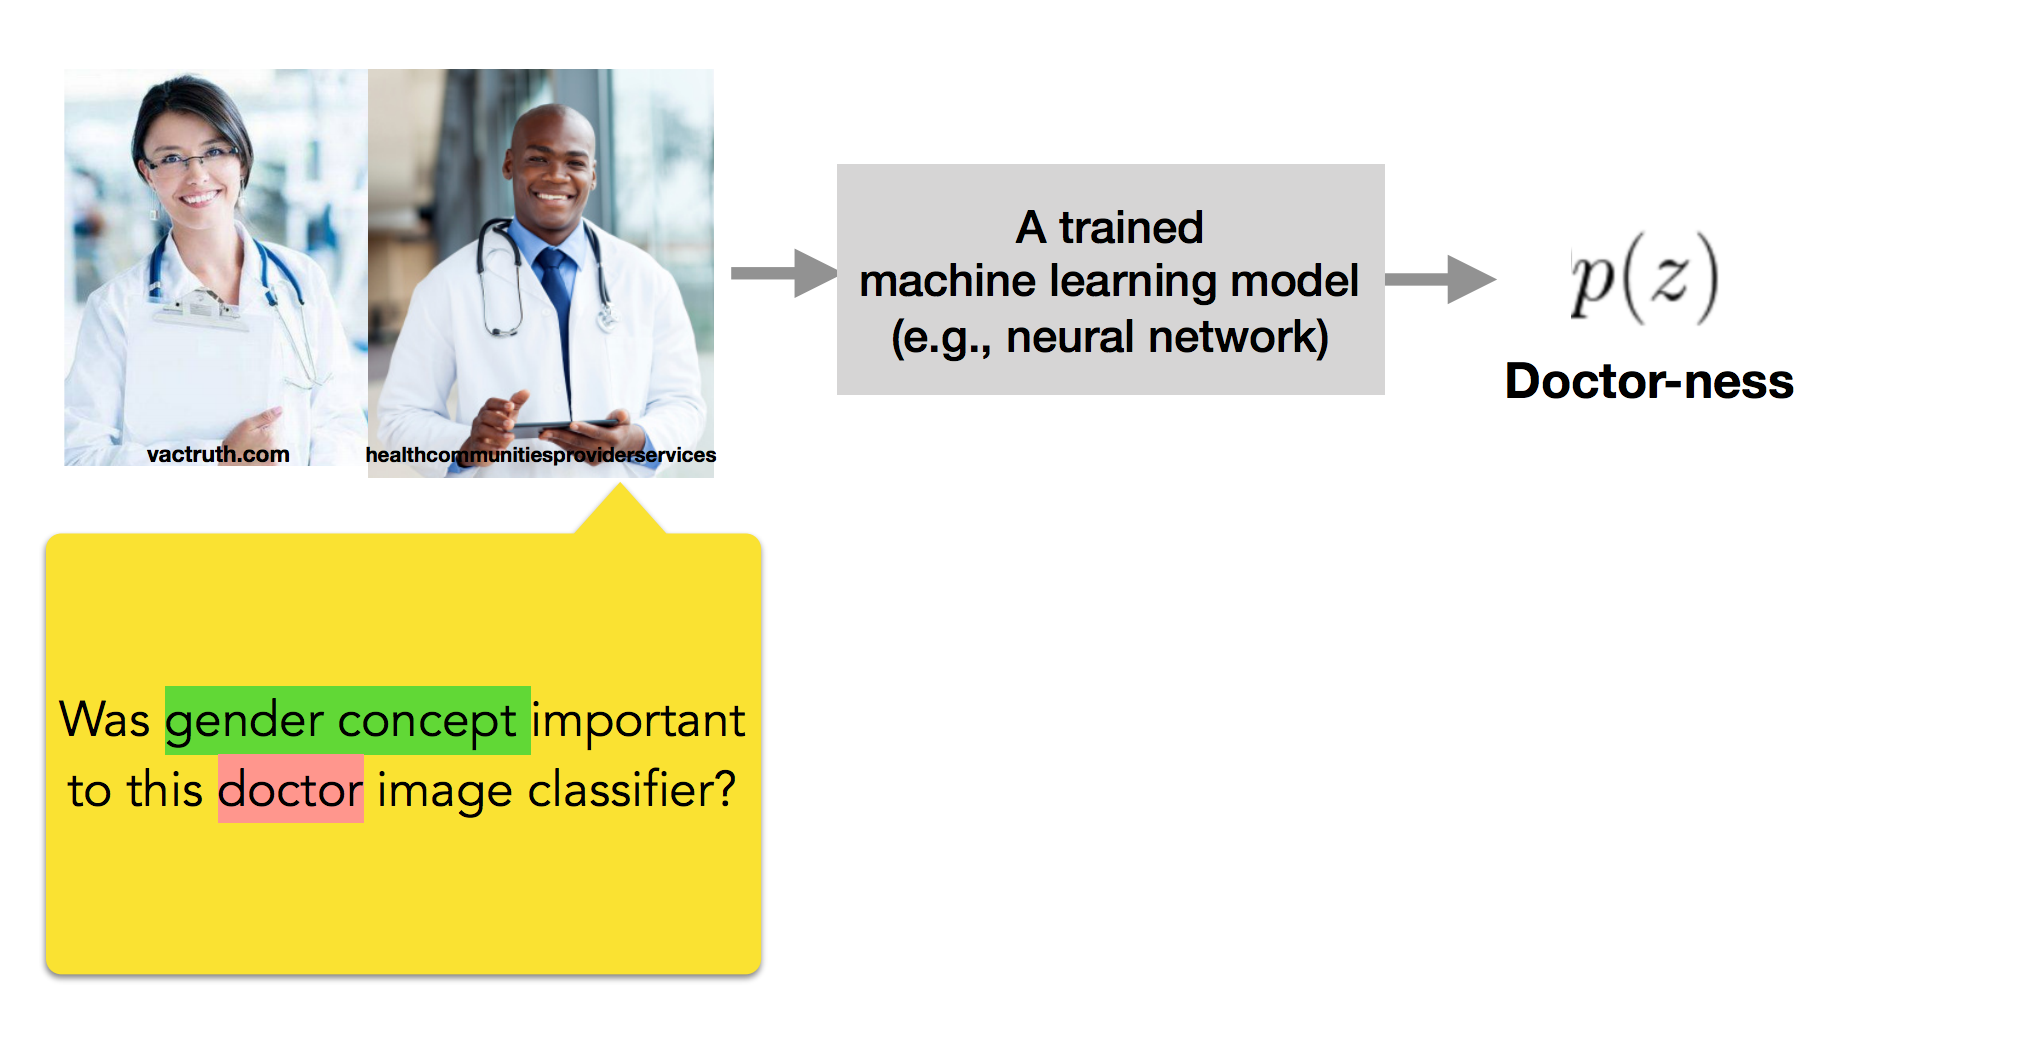 vactruth.com
healthcommunitiesproviderservices
A trained
machine learning model
(e.g., neural network)
p(z)
Doctor-ness
Was gender concept important
to this doctor image classifier?